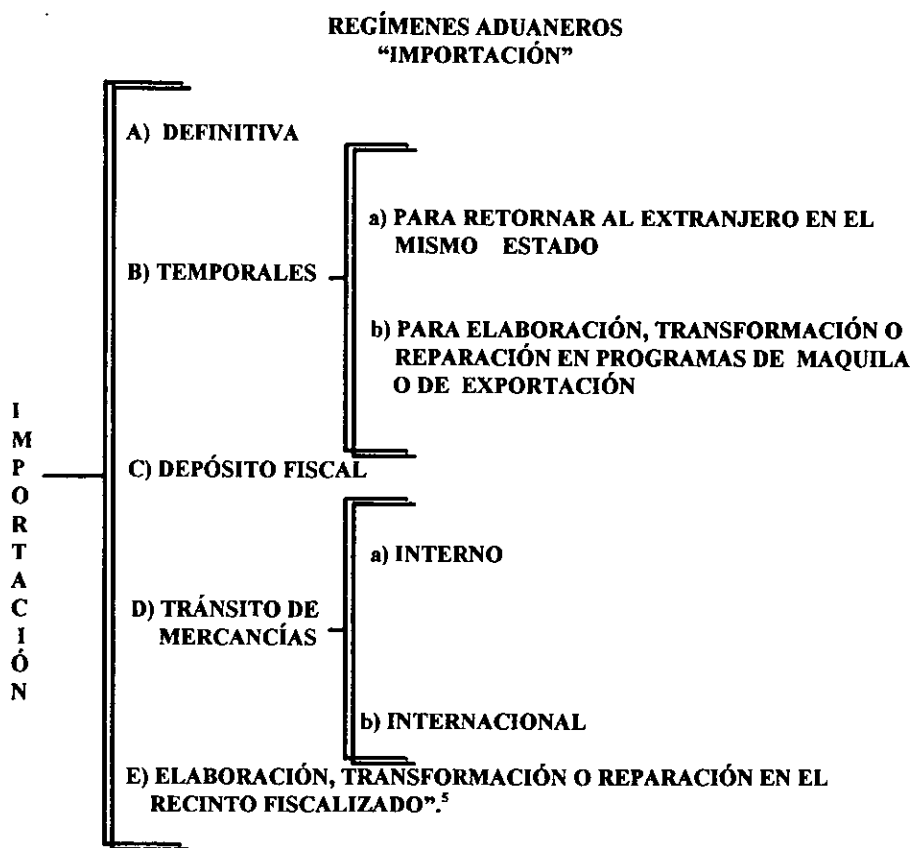 REGÍMENES ADUANEROS
“IMPORTACIÓN”
A) DEFINITIVA
a) PARA RETORNAR AL EXTRANJERO EN EL
MISMO ESTADO
B) TEMPORALES
b) PARA ELABORACIÓN, TRANSFORMACIÓN O
REPARACIÓN EN PROGRAMAS DE MAQUILA
O DE EXPORTACIÓN
IMPORTACIÓN
C) DEPÓSITO FISCAL
a) INTERNO
D) TRÁNSITO DE
MERCANCÍAS
b) INTERNACIONAL
E) ELABORACIÓN, TRANSFORMACIÓN O REPARACIÓN EN EL
RECINTO FISCALIZADO”.⁵